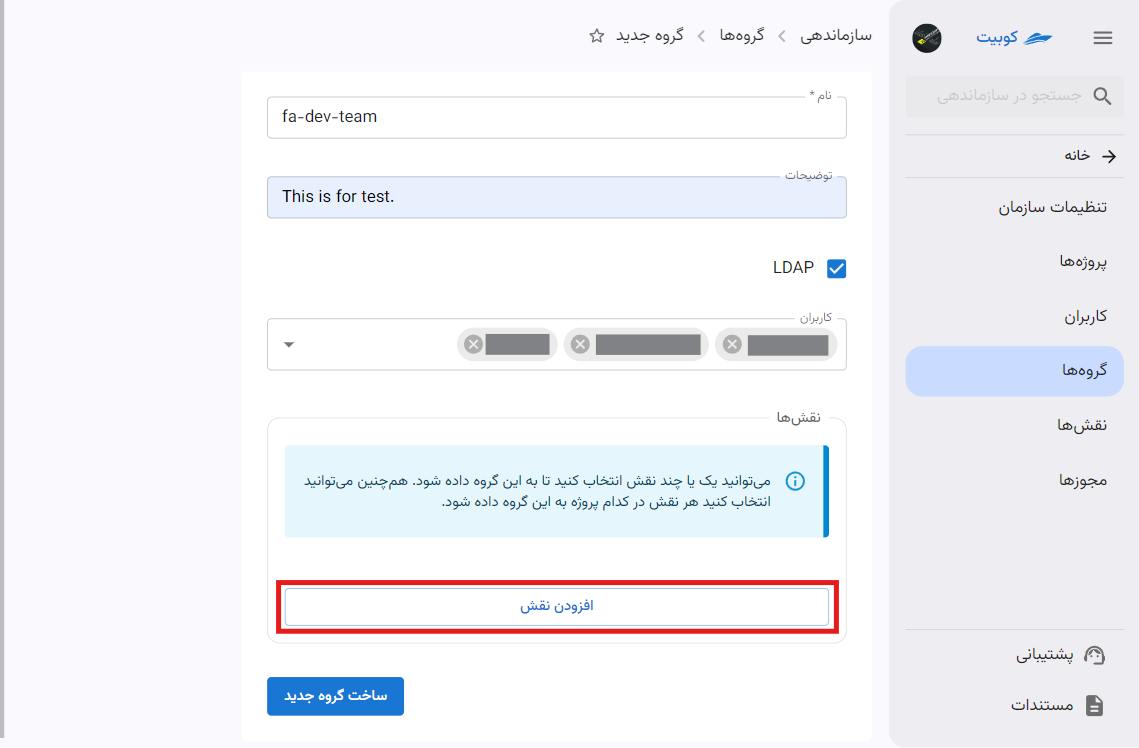 کوبیت
جستجو در سازماندهی
خانه
تنظیمات سازمان
پروژه‌ها
کاربران
گروه‌ها
نقش‌ها
مجوزها
پشتیبانی
مستندات
سازماندهی
گروه‌ها
گروه جدید
نام *
fa-dev-team
توضیحات
This is for test.
LDAP
کاربران
نقش‌ها
می‌توانید یک یا چند نقش انتخاب کنید تا به این گروه داده شود. هم‌چنین می‌توانید
انتخاب کنید هر نقش در کدام پروژه به این گروه داده شود.
افزودن نقش
ساخت گروه جدید